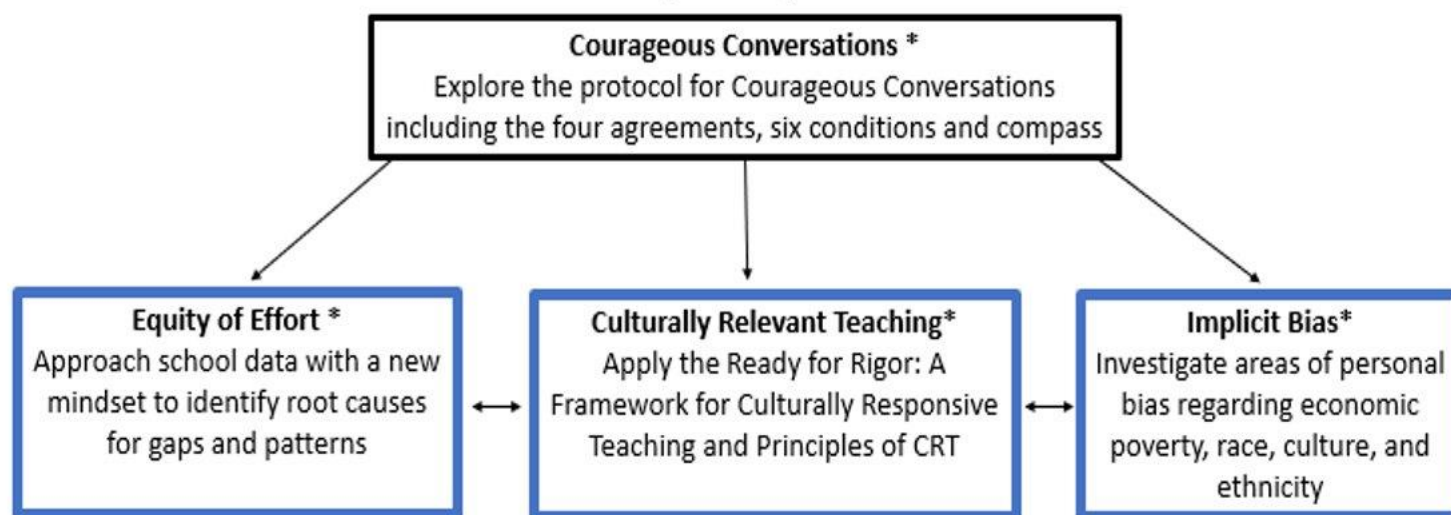 Courageous Conversations *
Explore the protocol for Courageous Conversations
including the four agreements, six conditions and compass
Equity of Effort *
Approach school data with a new
mindset to identify root causes
for gaps and patterns
Culturally Relevant Teaching*
Apply the Ready for Rigor: A
Framework for Culturally Responsive
Teaching and Principles of CRT
Implicit Bias*
Investigate areas of personal
bias regarding economic
poverty, race, culture, and
ethnicity